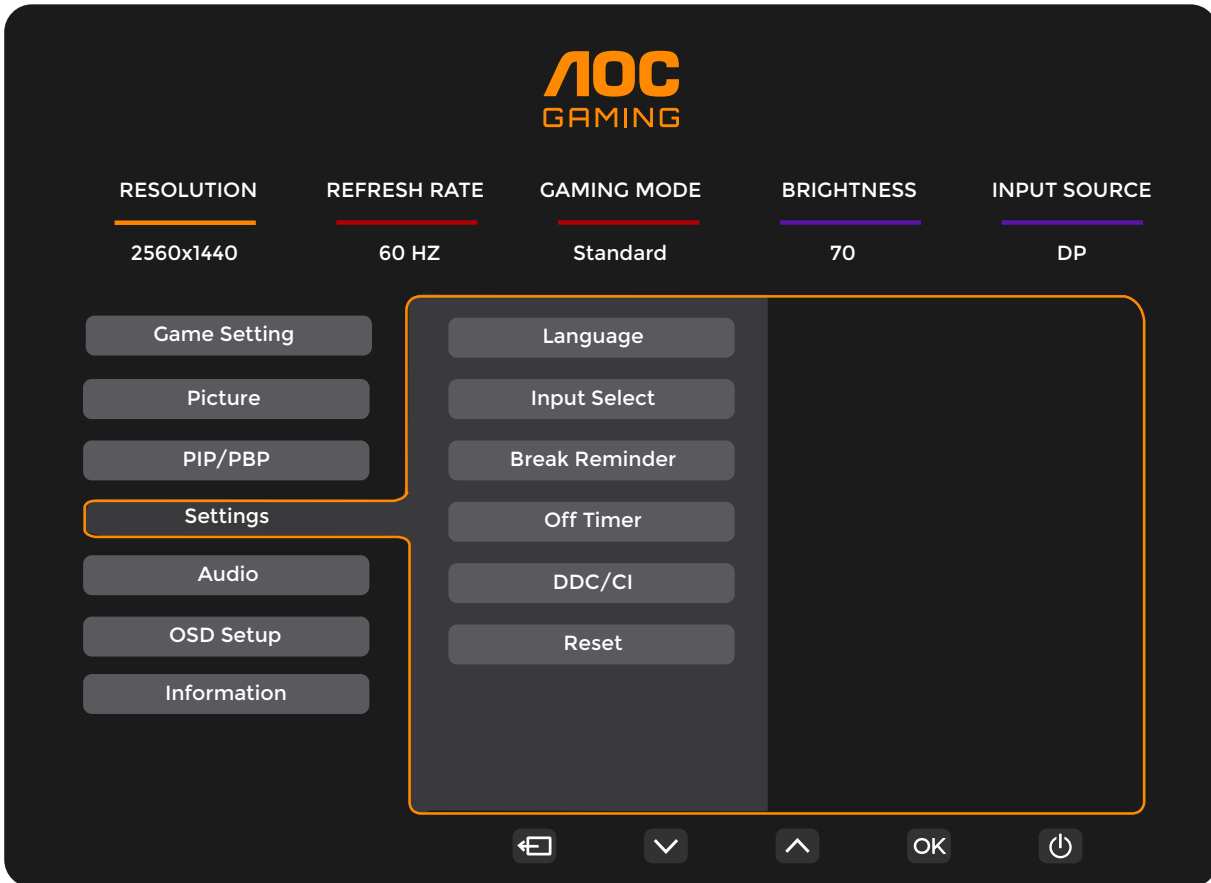 AOC
GAMING
RESOLUTION REFRESH RATE GAMING MODE BRIGHTNESS INPUT SOURCE
2560x1440 60 HZ Standard 70 DP
Game Setting
Picture
PIP/PBP
Settings
Audio
OSD Setup
Information
Language
Input Select
Break Reminder
Off Timer
DDC/CI
Reset
OK